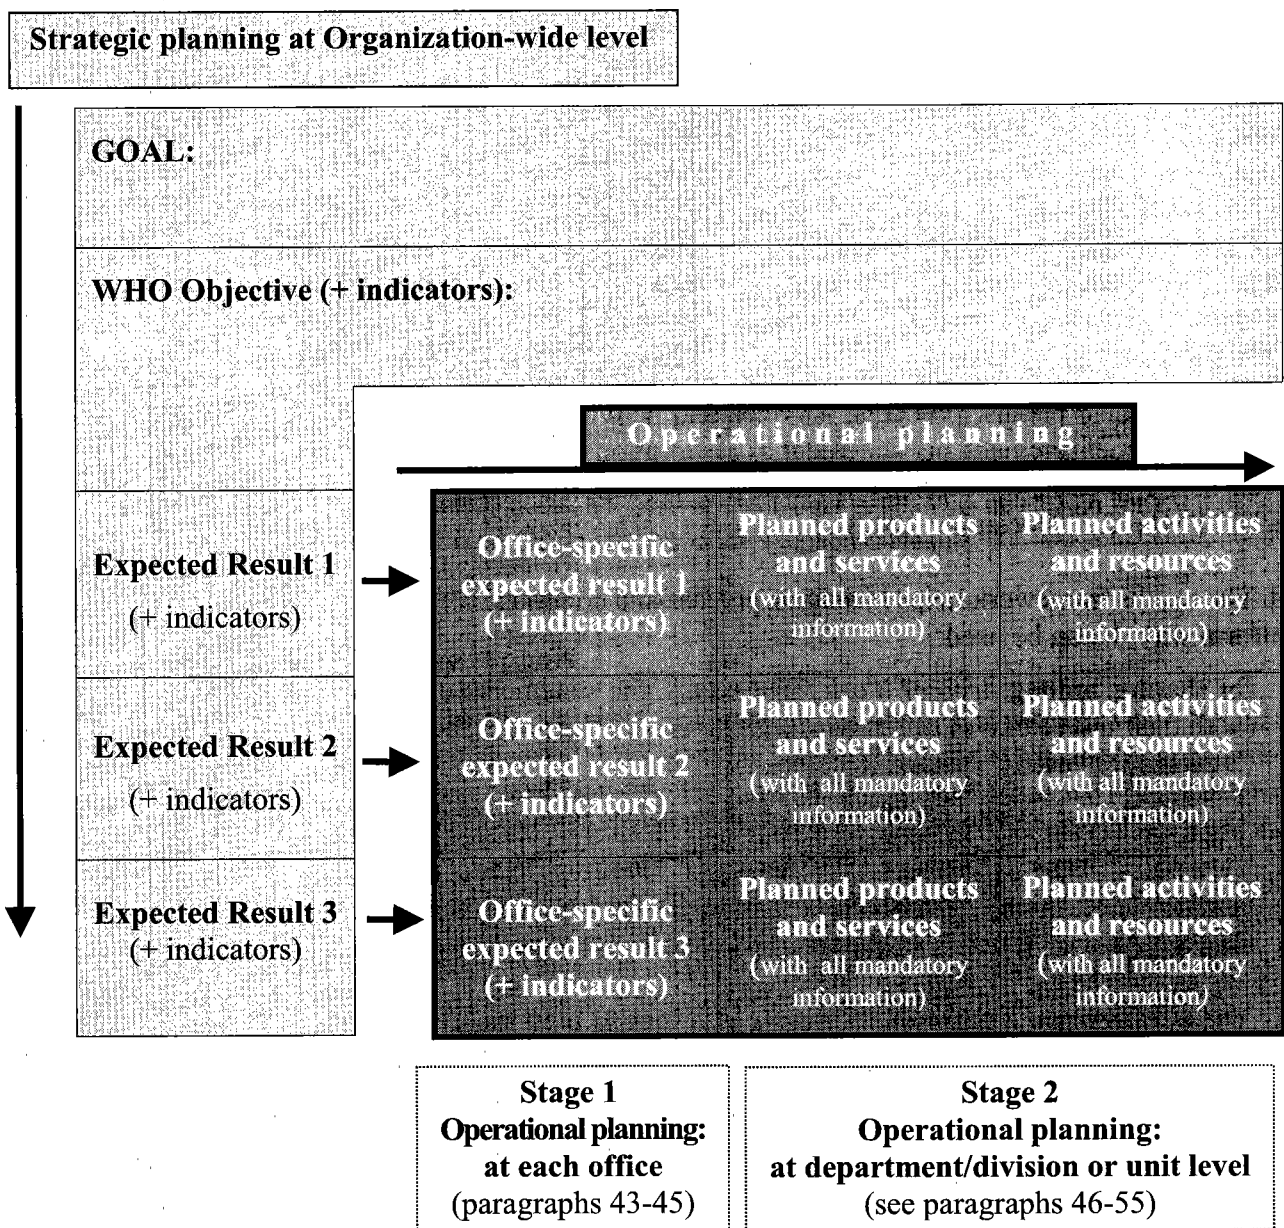 Strategic planning at Organization-wide level
GOAL:
WHO Objective (+ indicators):
Operational planning
Expected Result 1
(+ indicators)
Office-specific
expected result 1
(+ indicators)
Planned products
and services
(with all mandatory
information)
Planned activities
and resources
(with all mandatory
information)
Expected Result 2
(+ indicators)
Office-specific
expected result 2
(+ indicators)
Planned products
and services
(with all mandatory
information)
Planned activities
and resources
(with all mandatory
information)
Expected Result 3
(+ indicators)
Office-specific
expected result 3
(+ indicators)
Planned products
and services
(with all mandatory
information)
Planned activities
and resources
(with all mandatory
information)
Stage 1
Operational planning:
at each office
(paragraphs 43-45)
Stage 2
Operational planning:
at department/division or unit level
(see paragraphs 46-55)